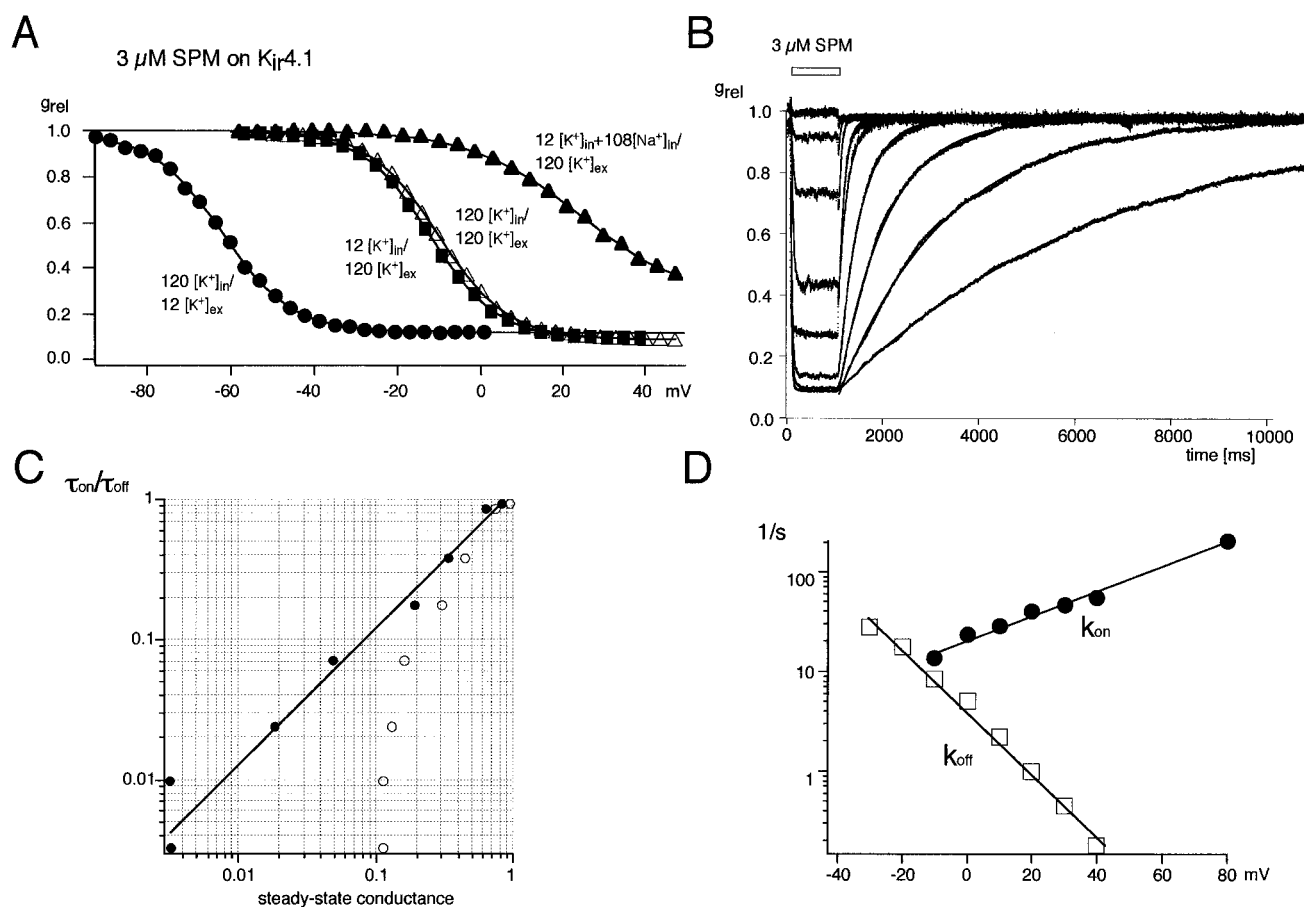 A
3 µM SPM on Kir4.1
grel
1.0
0.8
0.6
0.4
0.2
0.0
12 [K+]in+108[Na+]in/
120 [K+]ex
120 [K+]in/
120 [K+]ex
12 [K+]in/
120 [K+]ex
120 [K+]in/
12 [K+]ex
-80 -60 -40 -20 0 20 40 mV
B
3 µM SPM
grel
1.0
0.8
0.6
0.4
0.2
0.0
0 2000 4000 6000 8000 10000
time [ms]
C
τon/τoff
1
0.1
0.01
0.01 0.1 1
steady-state conductance
D
1/s
100
10
1
kon
koff
-40 -20 0 20 40 60 80 mV